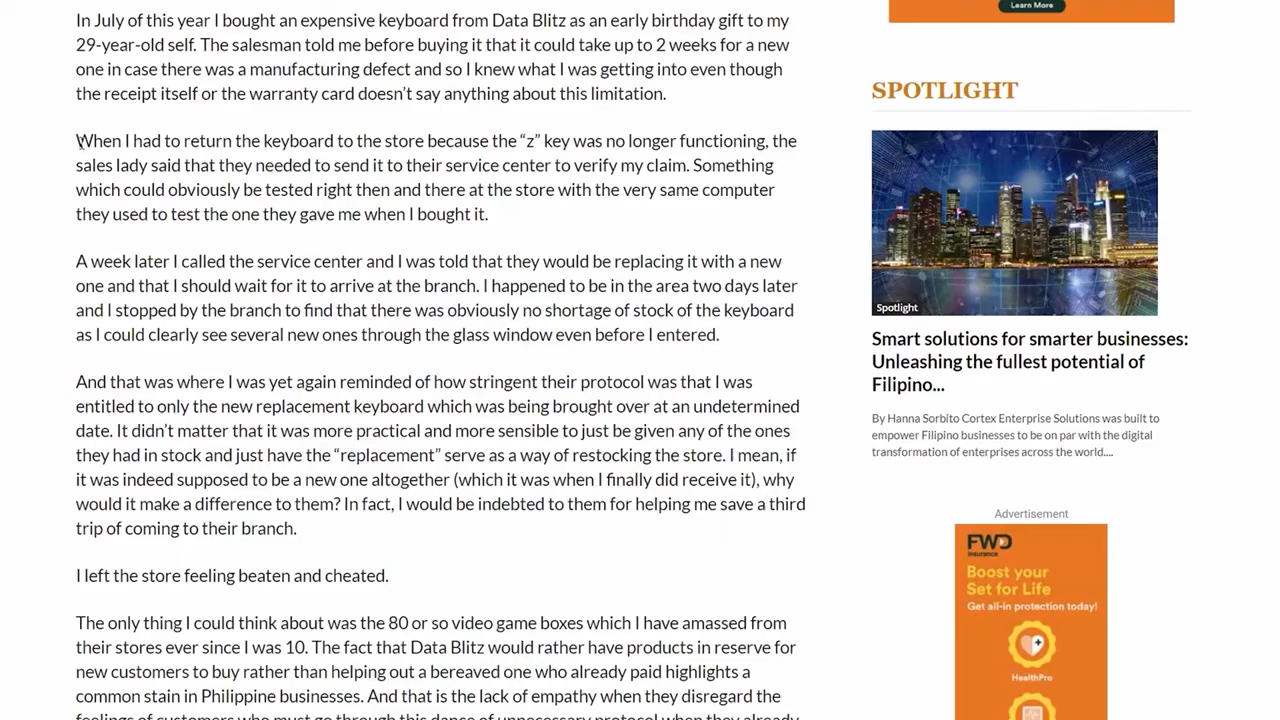 In July of this year I bought an expensive keyboard from Data Blitz as an early birthday gift to my
29-year-old self. The salesman told me before buying it that it could take up to 2 weeks for a new
one in case there was a manufacturing defect and so I knew what I was getting into even though
the receipt itself or the warranty card doesn’t say anything about this limitation.
When I had to return the keyboard to the store because the “z” key was no longer functioning, the
sales lady said that they needed to send it to their service center to verify my claim. Something
which could obviously be tested right then and there at the store with the very same computer
they used to test the one they gave me when I bought it.
A week later I called the service center and I was told that they would be replacing it with a new
one and that I should wait for it to arrive at the branch. I happened to be in the area two days later
and I stopped by the branch to find that there was obviously no shortage of stock of the keyboard
as I could clearly see several new ones through the glass window even before I entered.
And that was where I was yet again reminded of how stringent their protocol was that I was
entitled to only the new replacement keyboard which was being brought over at an undetermined
date. It didn’t matter that it was more practical and more sensible to just be given any of the ones
they had in stock and just have the “replacement” serve as a way of restocking the store. I mean, if
it was indeed supposed to be a new one altogether (which it was when I finally did receive it), why
would it make a difference to them? In fact, I would be indebted to them for helping me save a third
trip of coming to their branch.
I left the store feeling beaten and cheated.
The only thing I could think about was the 80 or so video game boxes which I have amassed from
their stores ever since I was 10. The fact that Data Blitz would rather have products in reserve for
new customers to buy rather than helping out a bereaved one who already paid highlights a
common stain in Philippine businesses. And that is the lack of empathy when they disregard the
feelings of customers who must go through this dance of unnecessary protocol when they already
Learn More
SPOTLIGHT
Spotlight
Smart solutions for smarter businesses:
Unleashing the fullest potential of
Filipino...
By Hanna Sorbito Cortex Enterprise Solutions was built to
empower Filipino businesses to be on par with the digital
transformation of enterprises across the world....
Advertisement
FWD
insurance
Boost your
Set for Life
Get all-in protection today!
HealthPro